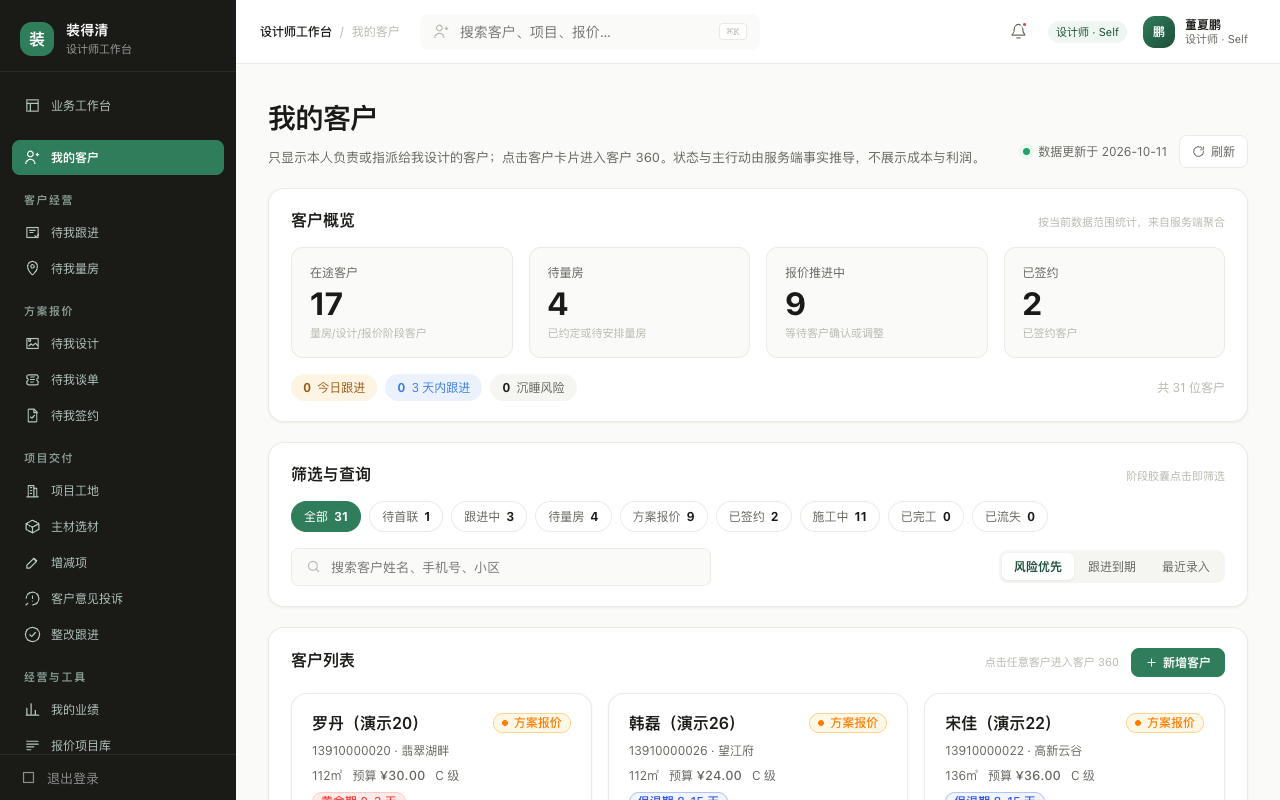 装
装得清
设计师工作台
业务工作台
我的客户
客户经营
待我跟进
待我量房
方案报价
待我设计
待我谈单
待我签约
项目交付
项目工地
主材选材
增减项
客户意见投诉
整改跟进
经营与工具
我的业绩
报价项目库
退出登录
设计师工作台 / 我的客户
搜索客户、项目、报价... ⌘K
设计师 · Self
鹏
董夏鹏
设计师 · Self
我的客户
只显示本人负责或指派给我设计的客户；点击客户卡片进入客户 360。状态与主行动由服务端事实推导，不展示成本与利润。
数据更新于 2026-10-11
刷新
客户概览
按当前数据范围统计，来自服务端聚合
在途客户
17
量房/设计/报价阶段客户
待量房
4
已约定或待安排量房
报价推进中
9
等待客户确认或调整
已签约
2
已签约客户
0 今日跟进
0 3 天内跟进
0 沉睡风险
共 31 位客户
筛选与查询
阶段胶囊点击即筛选
全部 31
待首联 1
跟进中 3
待量房 4
方案报价 9
已签约 2
施工中 11
已完工 0
已流失 0
搜索客户姓名、手机号、小区
风险优先
跟进到期
最近录入
客户列表
点击任意客户进入客户 360
+ 新增客户
罗丹（演示20）
方案报价
13910000020 · 翡翠湖畔
112㎡ 预算 ¥30.00 C 级
黄金期 0-3 天
韩磊（演示26）
方案报价
13910000026 · 望江府
112㎡ 预算 ¥24.00 C 级
保温期 8-15 天
宋佳（演示22）
方案报价
13910000022 · 高新云谷
136㎡ 预算 ¥36.00 C 级
保温期 8-15 天